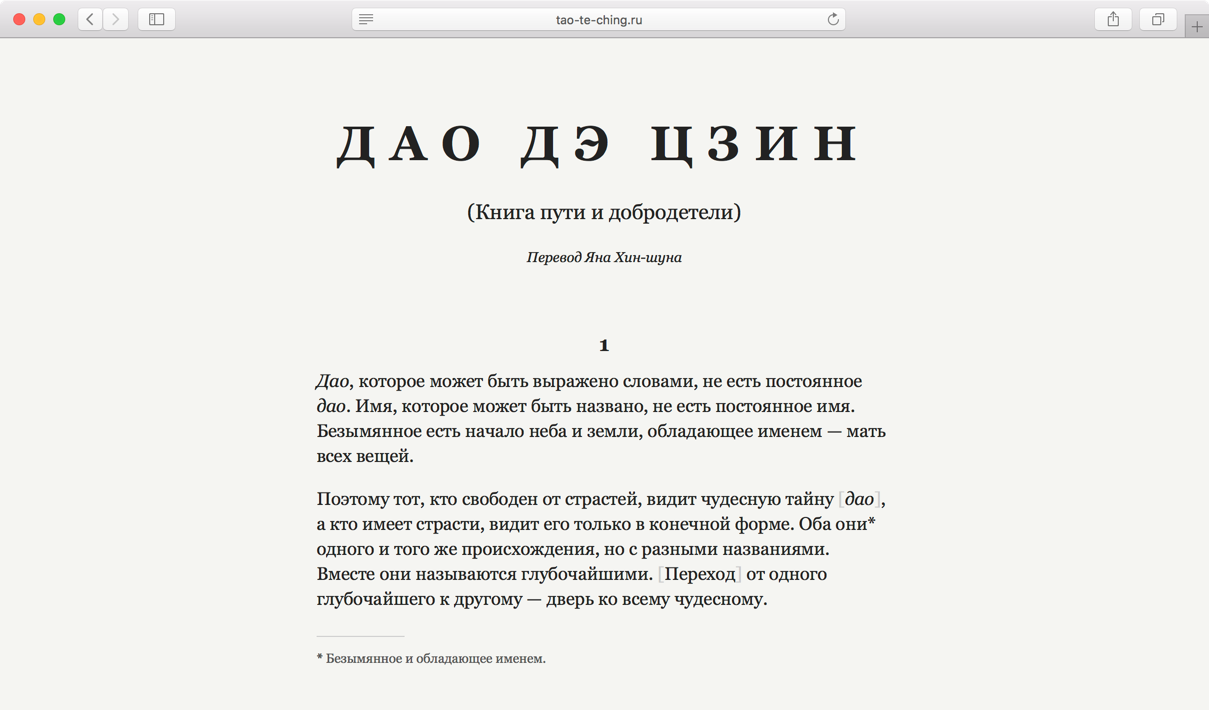 tao-te-ching.ru
ДАО ДЭ ЦЗИН
(Книга пути и добродетели)
Перевод Яна Хин-шуна
1
Дао, которое может быть выражено словами, не есть постоянное
дао. Имя, которое может быть названо, не есть постоянное имя.
Безымянное есть начало неба и земли, обладающее именем — мать
всех вещей.
Поэтому тот, кто свободен от страстей, видит чудесную тайну [дао],
а кто имеет страсти, видит его только в конечной форме. Оба они*
одного и того же происхождения, но с разными названиями.
Вместе они называются глубочайшими. [Переход] от одного
глубочайшего к другому — дверь ко всему чудесному.
* Безымянное и обладающее именем.